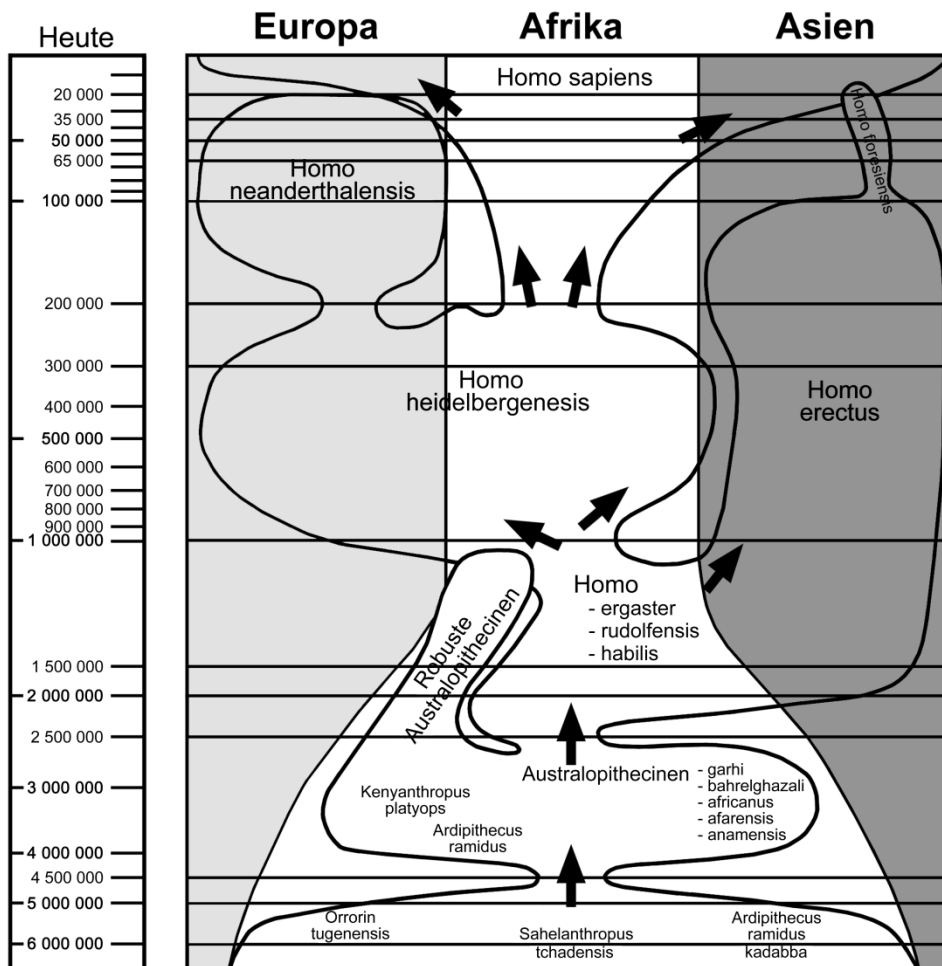 Heute
Europa
Afrika
Asien
20 000
35 000
50 000
65 000
100 000
200 000
300 000
400 000
500 000
600 000
700 000
800 000
900 000
1 000 000
1 500 000
2 000 000
2 500 000
3 000 000
4 000 000
4 500 000
5 000 000
6 000 000
Homo sapiens
Homo foresiensis
Homo
neanderthalensis
Homo
heidelbergenesis
Homo
erectus
Homo
- ergaster
- rudolfensis
- habilis
Robuste
Australopithecinen
Australopithecinen
- garhi
- bahrelghazali
- africanus
- afarensis
- anamensis
Kenyanthropus
platyops
Ardipithecus
ramidus
Orrorin
tugenensis
Sahelanthropus
tchadensis
Ardipithecus
ramidus
kadabba